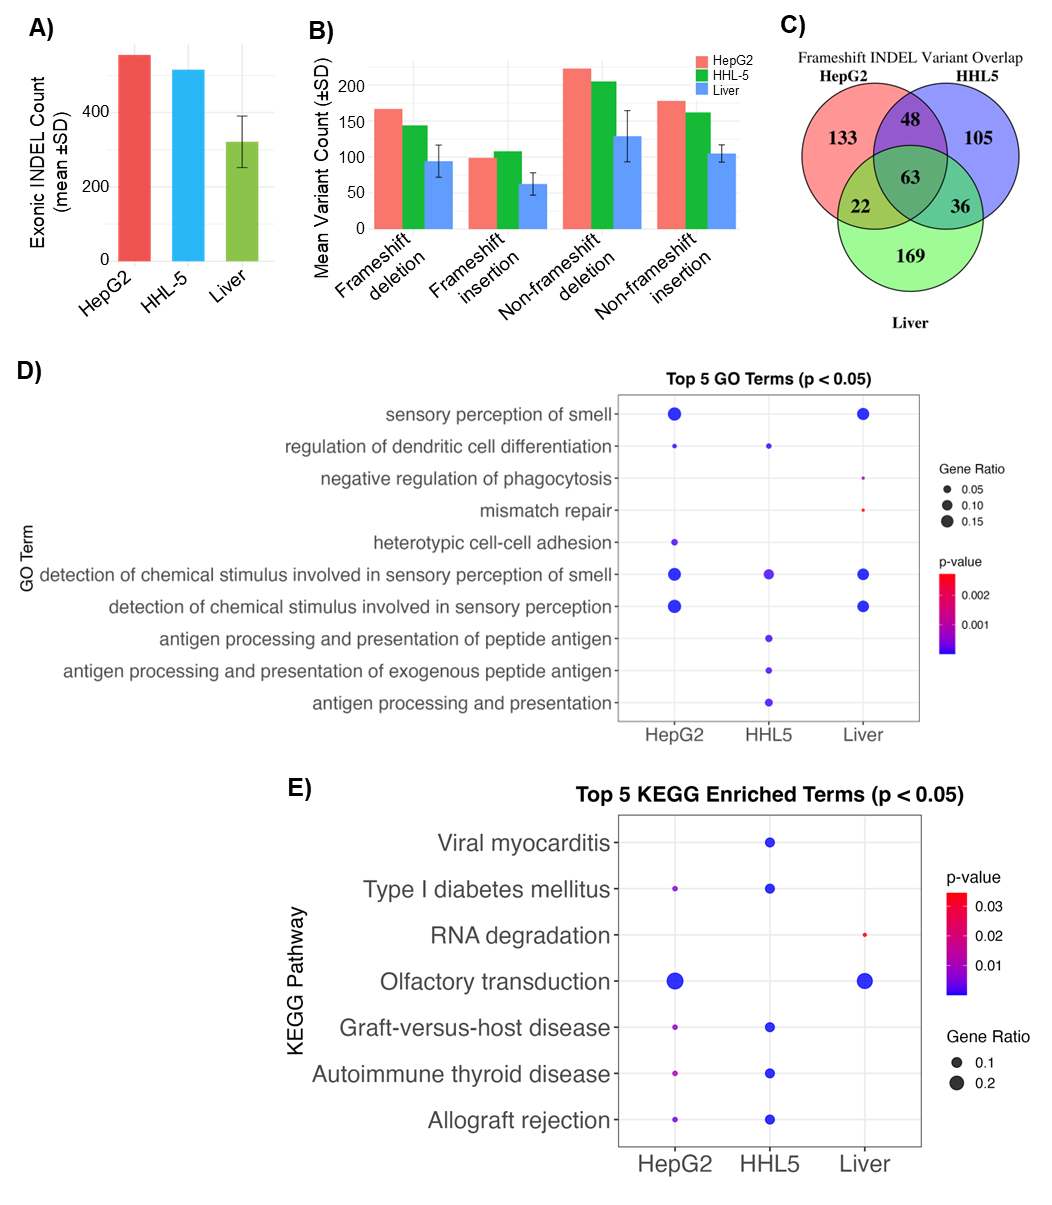 A)
Exonic INDEL Count
(mean ±SD)
400
200
0
HepG2
HHL-5
Liver
B)
Mean Variant Count (±SD)
200
150
100
50
0
HepG2
HHL-5
Liver
Frameshift
deletion
Frameshift
insertion
Non-frameshift
deletion
Non-frameshift
insertion
C)
Frameshift INDEL Variant Overlap
HepG2
HHL5
48
133
105
63
22
36
169
Liver
D)
Top 5 GO Terms (p < 0.05)
GO Term
sensory perception of smell
regulation of dendritic cell differentiation
negative regulation of phagocytosis
mismatch repair
heterotypic cell-cell adhesion
detection of chemical stimulus involved in sensory perception of smell
detection of chemical stimulus involved in sensory perception
antigen processing and presentation of peptide antigen
antigen processing and presentation of exogenous peptide antigen
antigen processing and presentation
HepG2
HHL5
Liver
Gene Ratio
0.05
0.10
0.15
p-value
0.002
0.001
E)
Top 5 KEGG Enriched Terms (p < 0.05)
KEGG Pathway
Viral myocarditis
Type I diabetes mellitus
RNA degradation
Olfactory transduction
Graft-versus-host disease
Autoimmune thyroid disease
Allograft rejection
HepG2
HHL5
Liver
p-value
0.03
0.02
0.01
Gene Ratio
0.1
0.2